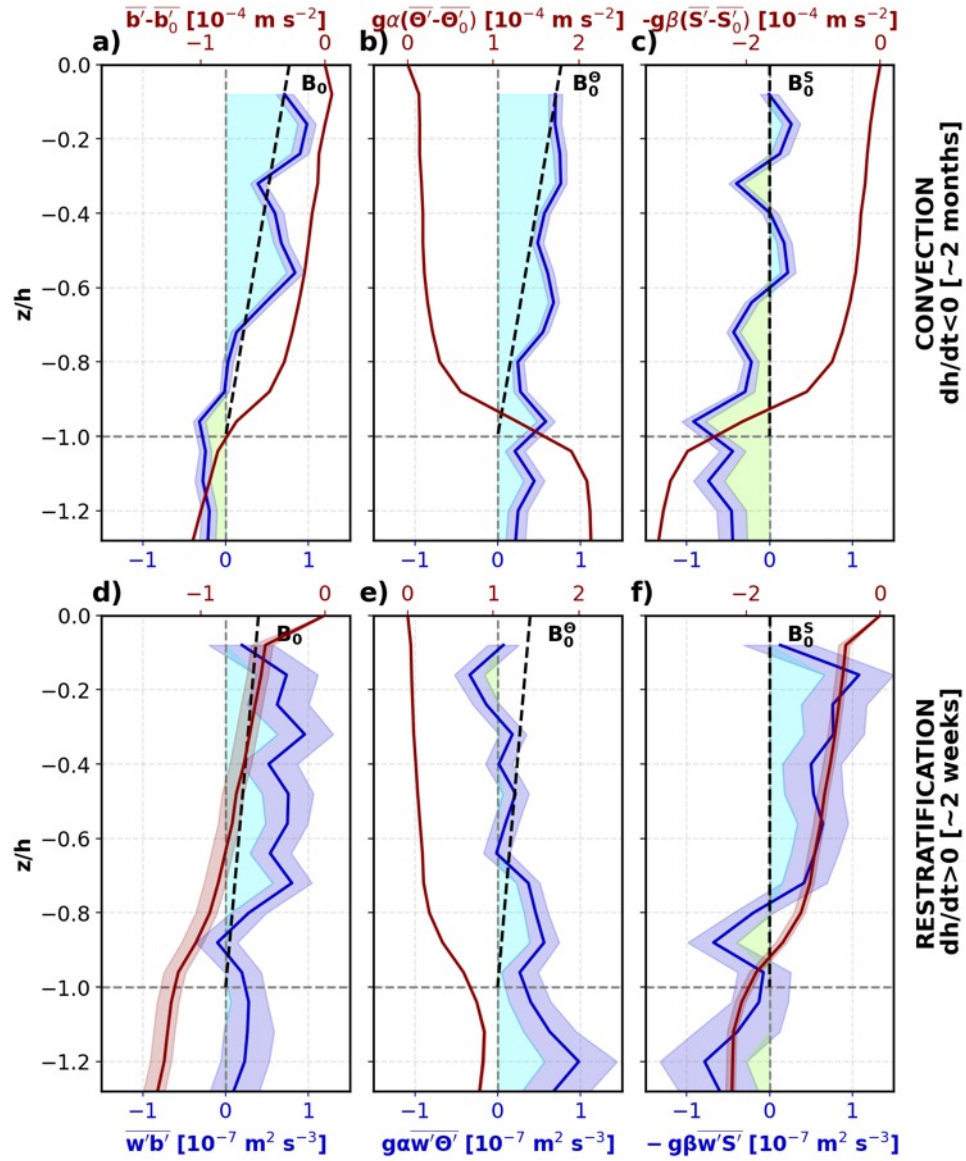 b'-b'₀ [10⁻⁴ m s⁻²] gα(Θ'-Θ'₀) [10⁻⁴ m s⁻²] -gβ(S'-S'₀) [10⁻⁴ m s⁻²]
−1 0 0 1 2 −2 0
a) b) c)
0.0 B₀ B₀^Θ B₀^S
−0.2
−0.4
z/h
−0.6
−0.8
−1.0
−1.2
−1 0 1 −1 0 1 −1 0 1
CONVECTION
dh/dt<0 [~2 months]
−1 0 0 1 2 −2 0
d) e) f)
0.0 B₀ B₀^Θ B₀^S
−0.2
−0.4
z/h
−0.6
−0.8
−1.0
−1.2
−1 0 1 −1 0 1 −1 0 1
w'b' [10⁻⁷ m² s⁻³] gαw'Θ' [10⁻⁷ m² s⁻³] −gβw'S' [10⁻⁷ m² s⁻³]
RESTRATIFICATION
dh/dt>0 [~2 weeks]